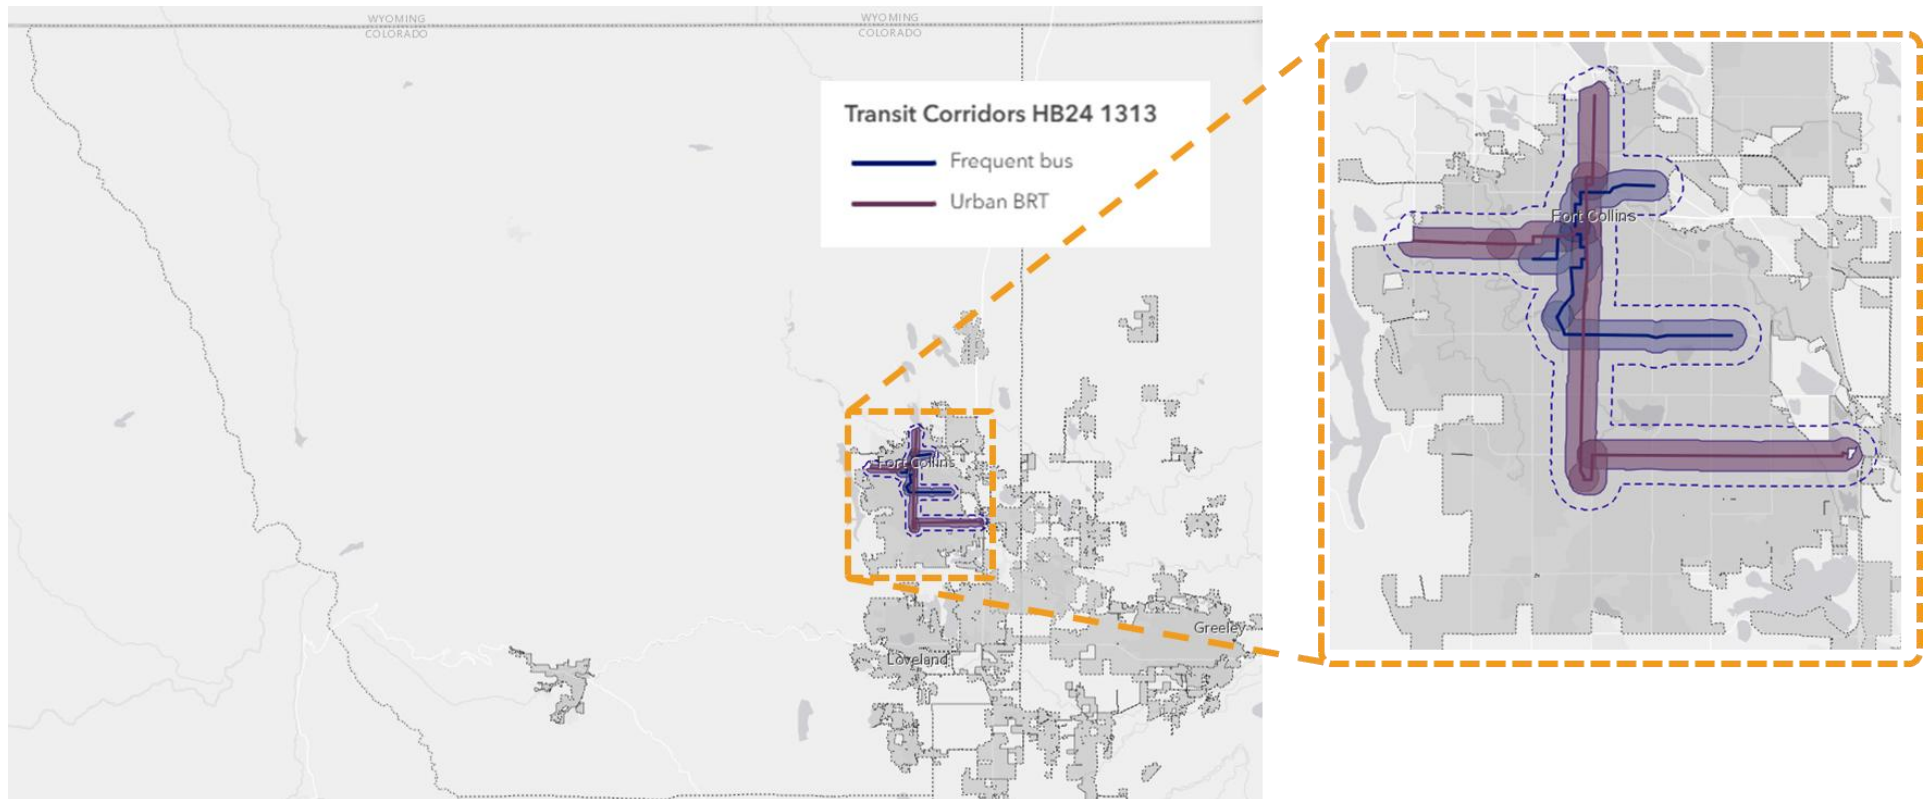 WYOMING
COLORADO
WYOMING
COLORADO
Transit Corridors HB24 1313
Frequent bus
Urban BRT
Fort Collins
Fort Collins
Greeley
Loveland